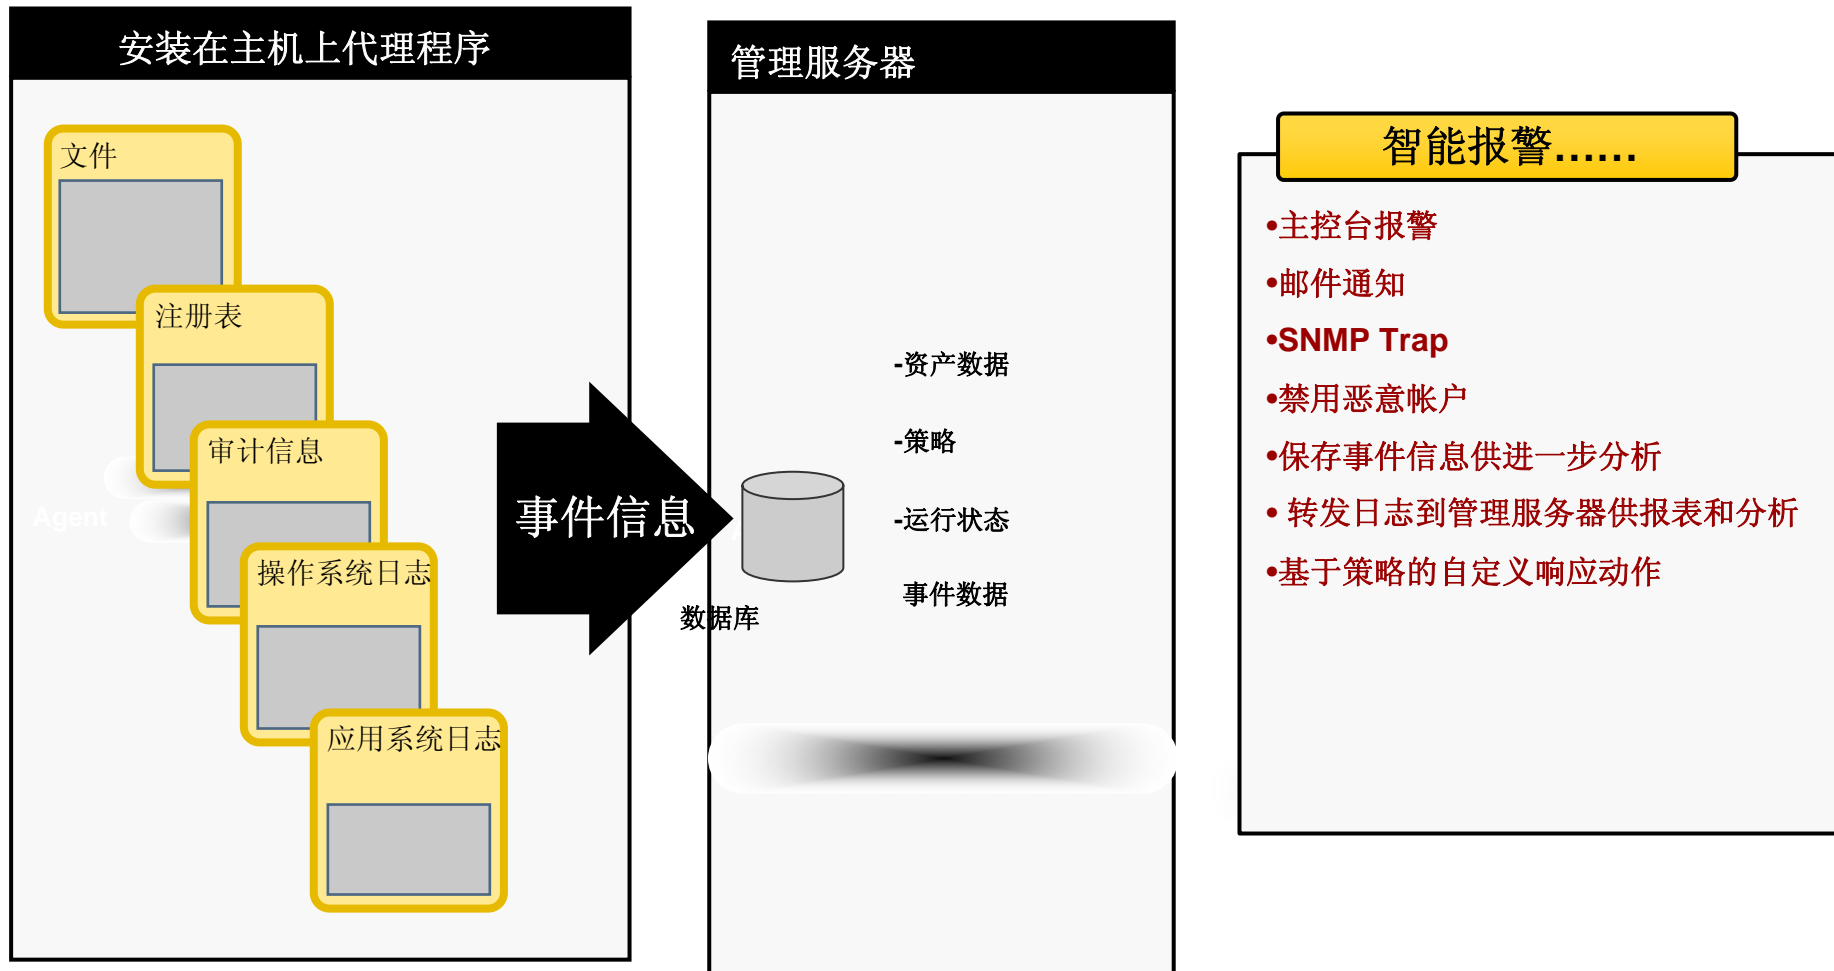 安装在主机上代理程序
文件
注册表
审计信息
操作系统日志
应用系统日志
Agent
事件信息
管理服务器
-资产数据
-策略
-运行状态
事件数据
数据库
智能报警......
•主控台报警
•邮件通知
•SNMP Trap
•禁用恶意帐户
•保存事件信息供进一步分析
• 转发日志到管理服务器供报表和分析
•基于策略的自定义响应动作